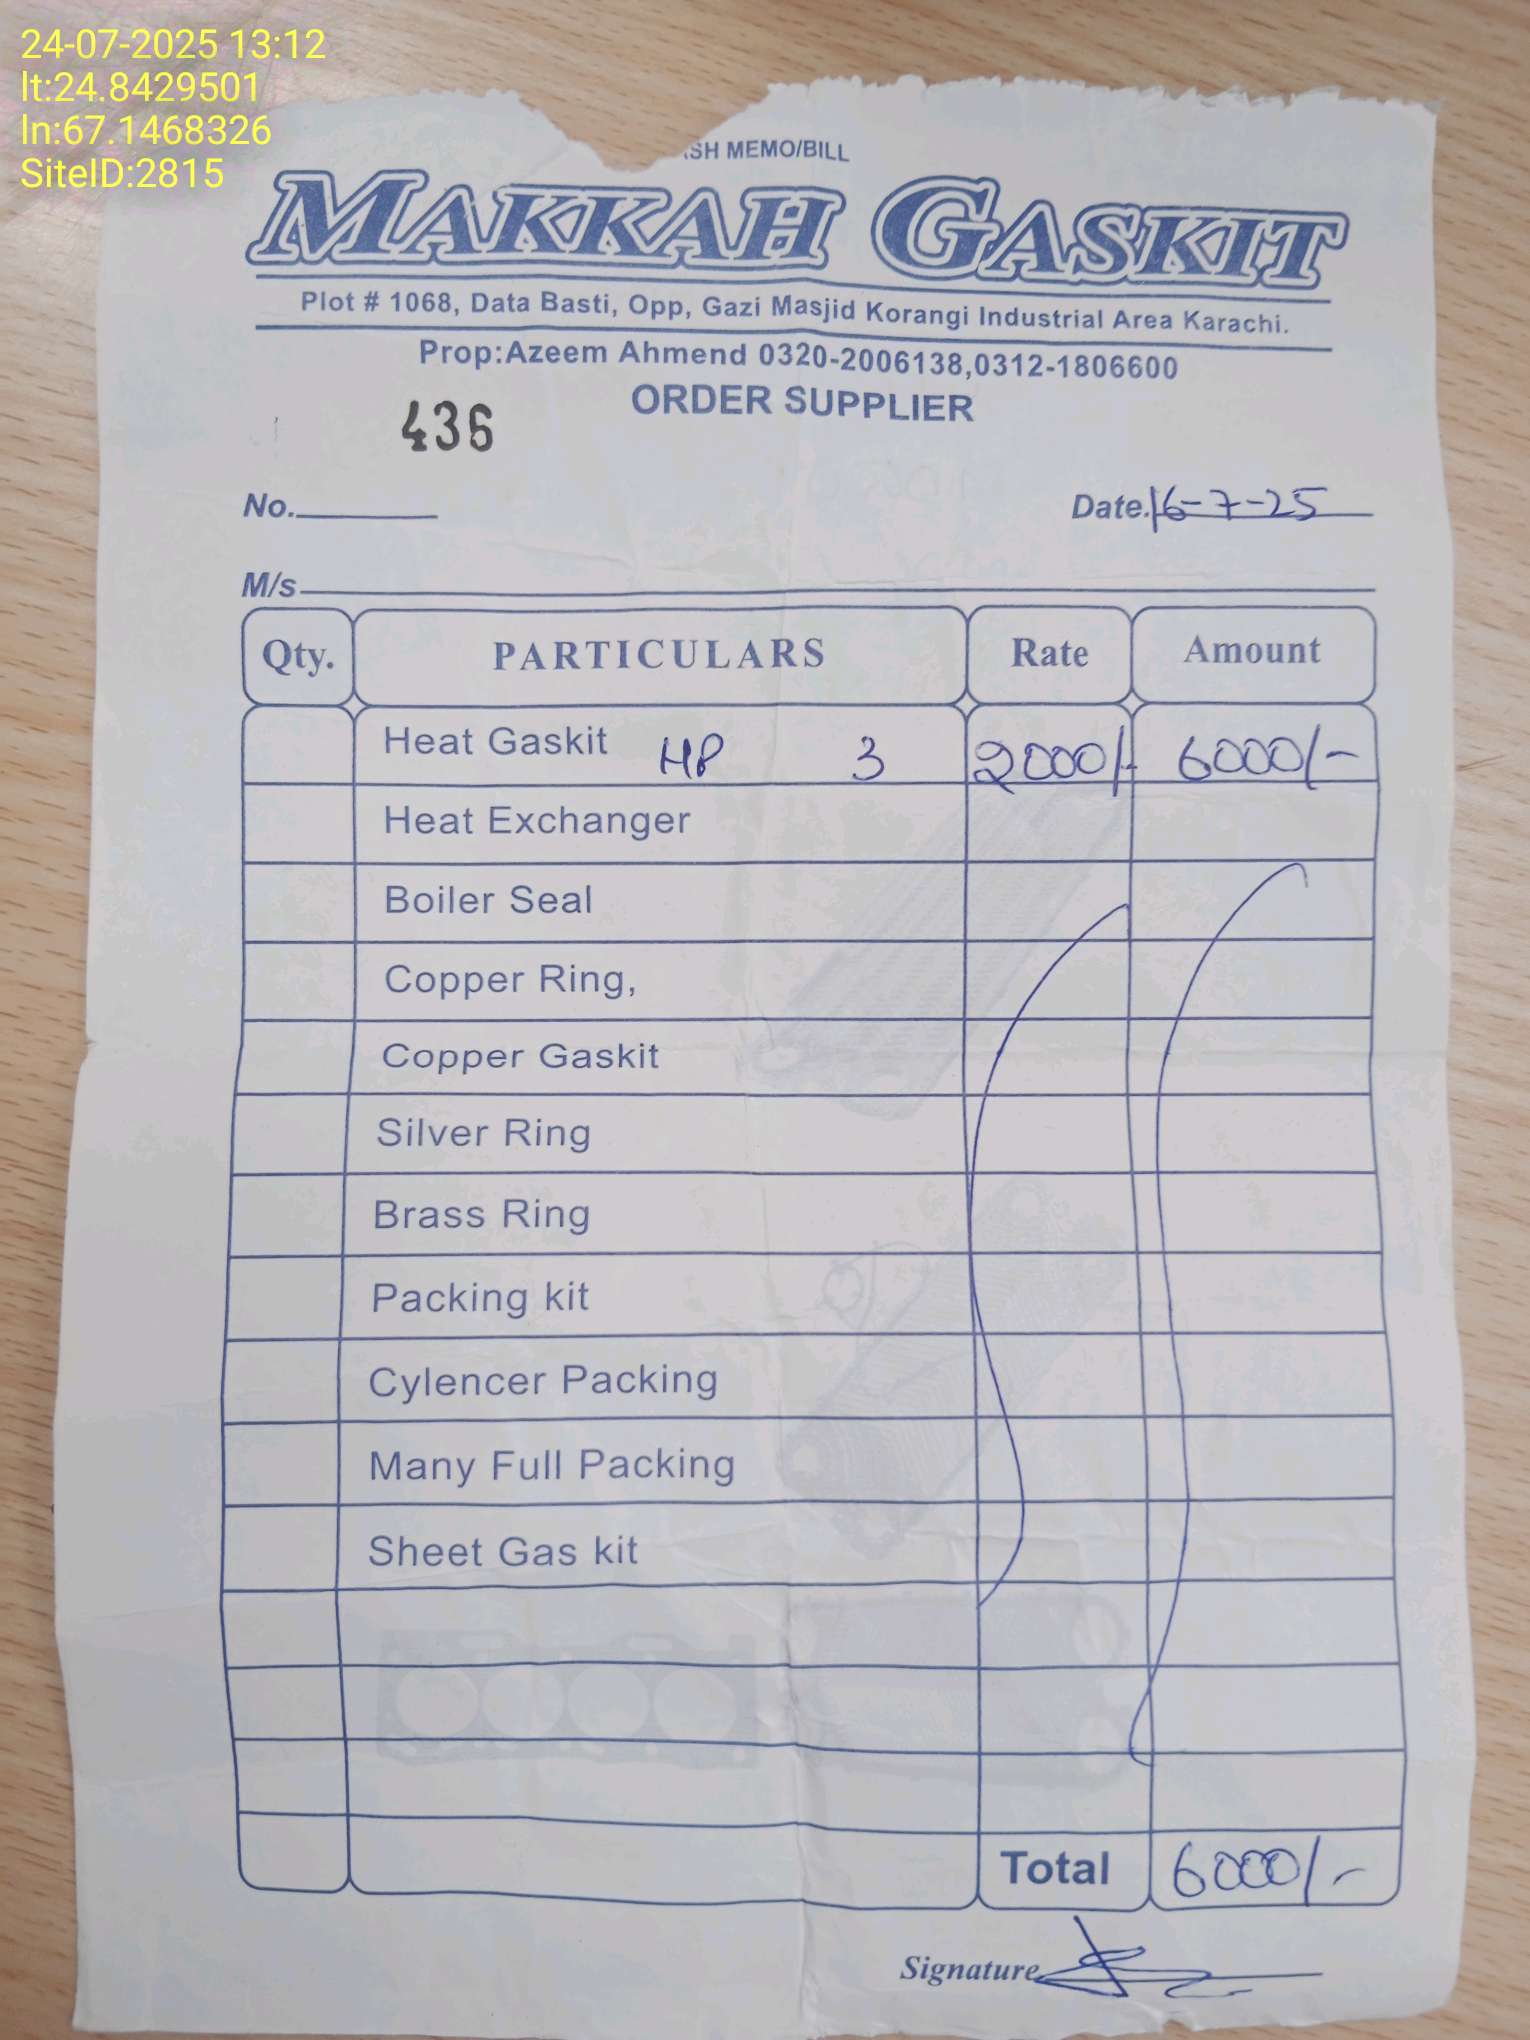 24-07-2025 13:12
lt:24.8429501
ln:67.1468326
SiteID:2815
SH MEMO/BILL
MAKKAH GASKIT
Plot # 1068, Data Basti, Opp, Gazi Masjid Korangi Industrial Area Karachi.
Prop:Azeem Ahmend 0320-2006138,0312-1806600
ORDER SUPPLIER
436
No. Date. 16-7-25
M/s
Qty. PARTICULARS Rate Amount
Heat Gaskit HP 3 2000/- 6000/-
Heat Exchanger
Boiler Seal
Copper Ring,
Copper Gaskit
Silver Ring
Brass Ring
Packing kit
Cylencer Packing
Many Full Packing
Sheet Gas kit
Total 6000/-
Signature